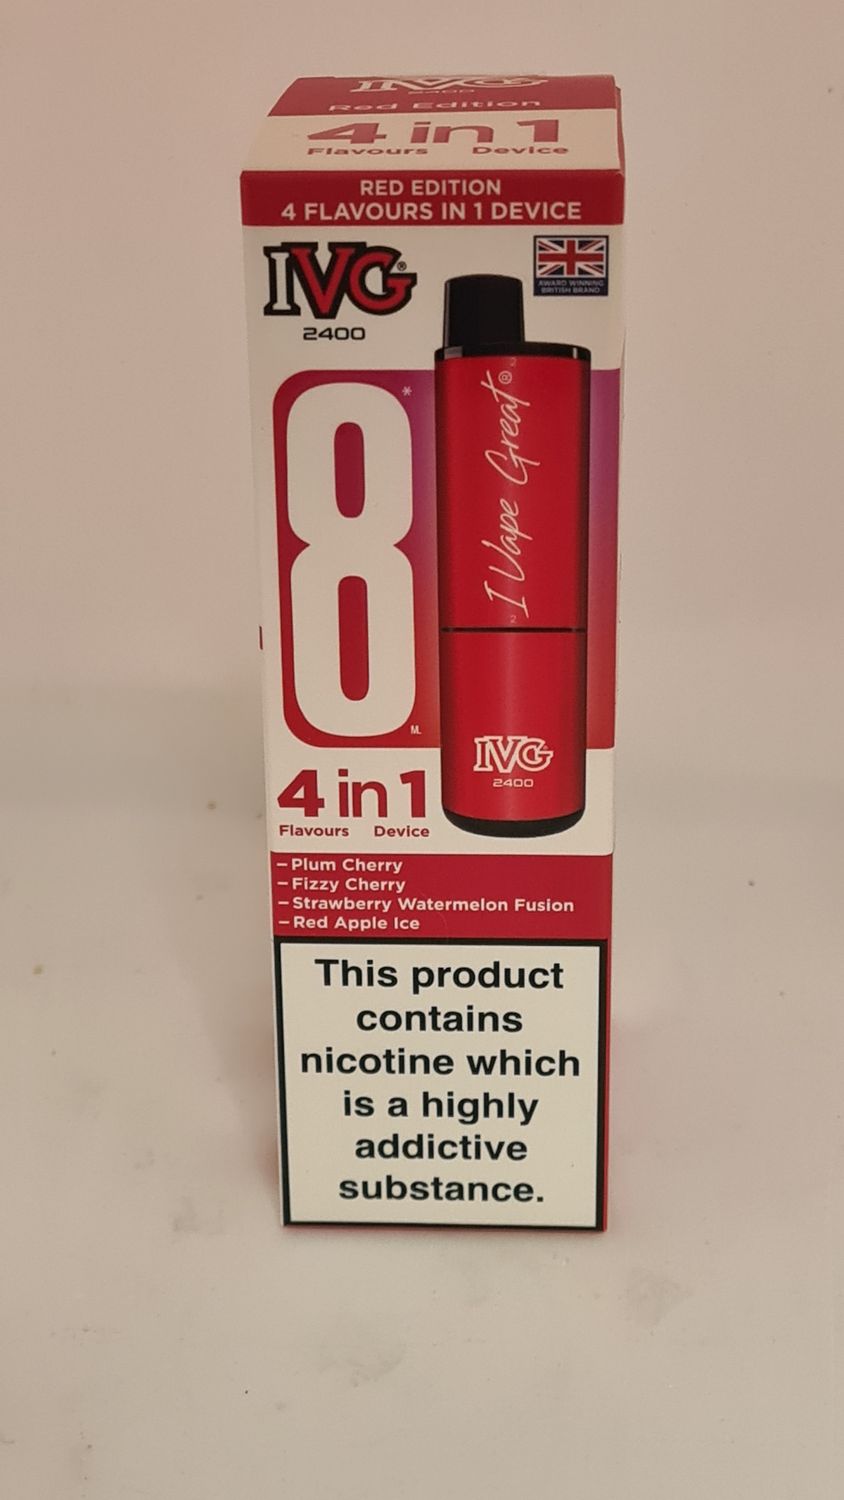 IVG
2400
Red Edition
4 in 1
Flavours Device
RED EDITION
4 FLAVOURS IN 1 DEVICE
IVG®
2400
AWARD WINNING
BRITISH BRAND
8*
M.
I Vape Great®
IVG
2400
4 in 1
Flavours Device
– Plum Cherry
– Fizzy Cherry
– Strawberry Watermelon Fusion
– Red Apple Ice
This product
contains
nicotine which
is a highly
addictive
substance.